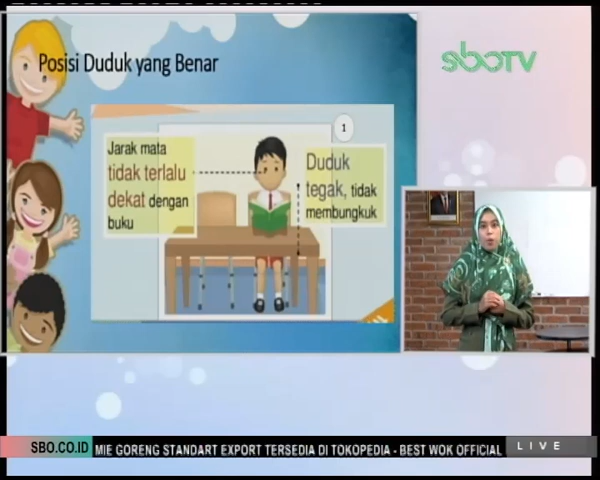 Posisi Duduk yang Benar
sboTV
1
Jarak mata
tidak terlalu
dekat dengan
buku
Duduk
tegak, tidak
membungkuk
SBO.CO.ID
MIE GORENG STANDART EXPORT TERSEDIA DI TOKOPEDIA - BEST WOK OFFICIAL
LIVE